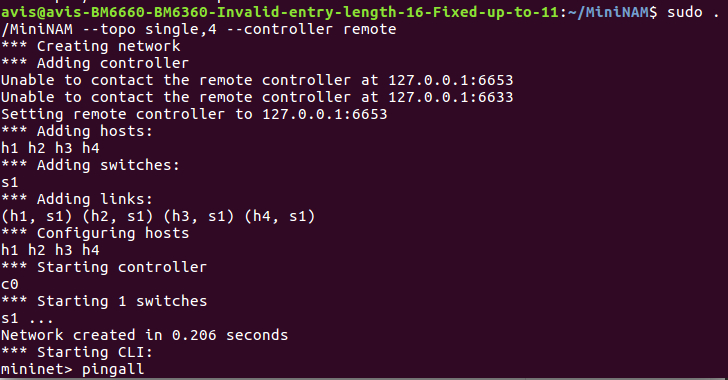 avis@avis-BM6660-BM6360-Invalid-entry-length-16-Fixed-up-to-11:~/MiniNAM$ sudo .
/MiniNAM --topo single,4 --controller remote
*** Creating network
*** Adding controller
Unable to contact the remote controller at 127.0.0.1:6653
Unable to contact the remote controller at 127.0.0.1:6633
Setting remote controller to 127.0.0.1:6653
*** Adding hosts:
h1 h2 h3 h4
*** Adding switches:
s1
*** Adding links:
(h1, s1) (h2, s1) (h3, s1) (h4, s1)
*** Configuring hosts
h1 h2 h3 h4
*** Starting controller
c0
*** Starting 1 switches
s1 ...
Network created in 0.206 seconds
*** Starting CLI:
mininet> pingall